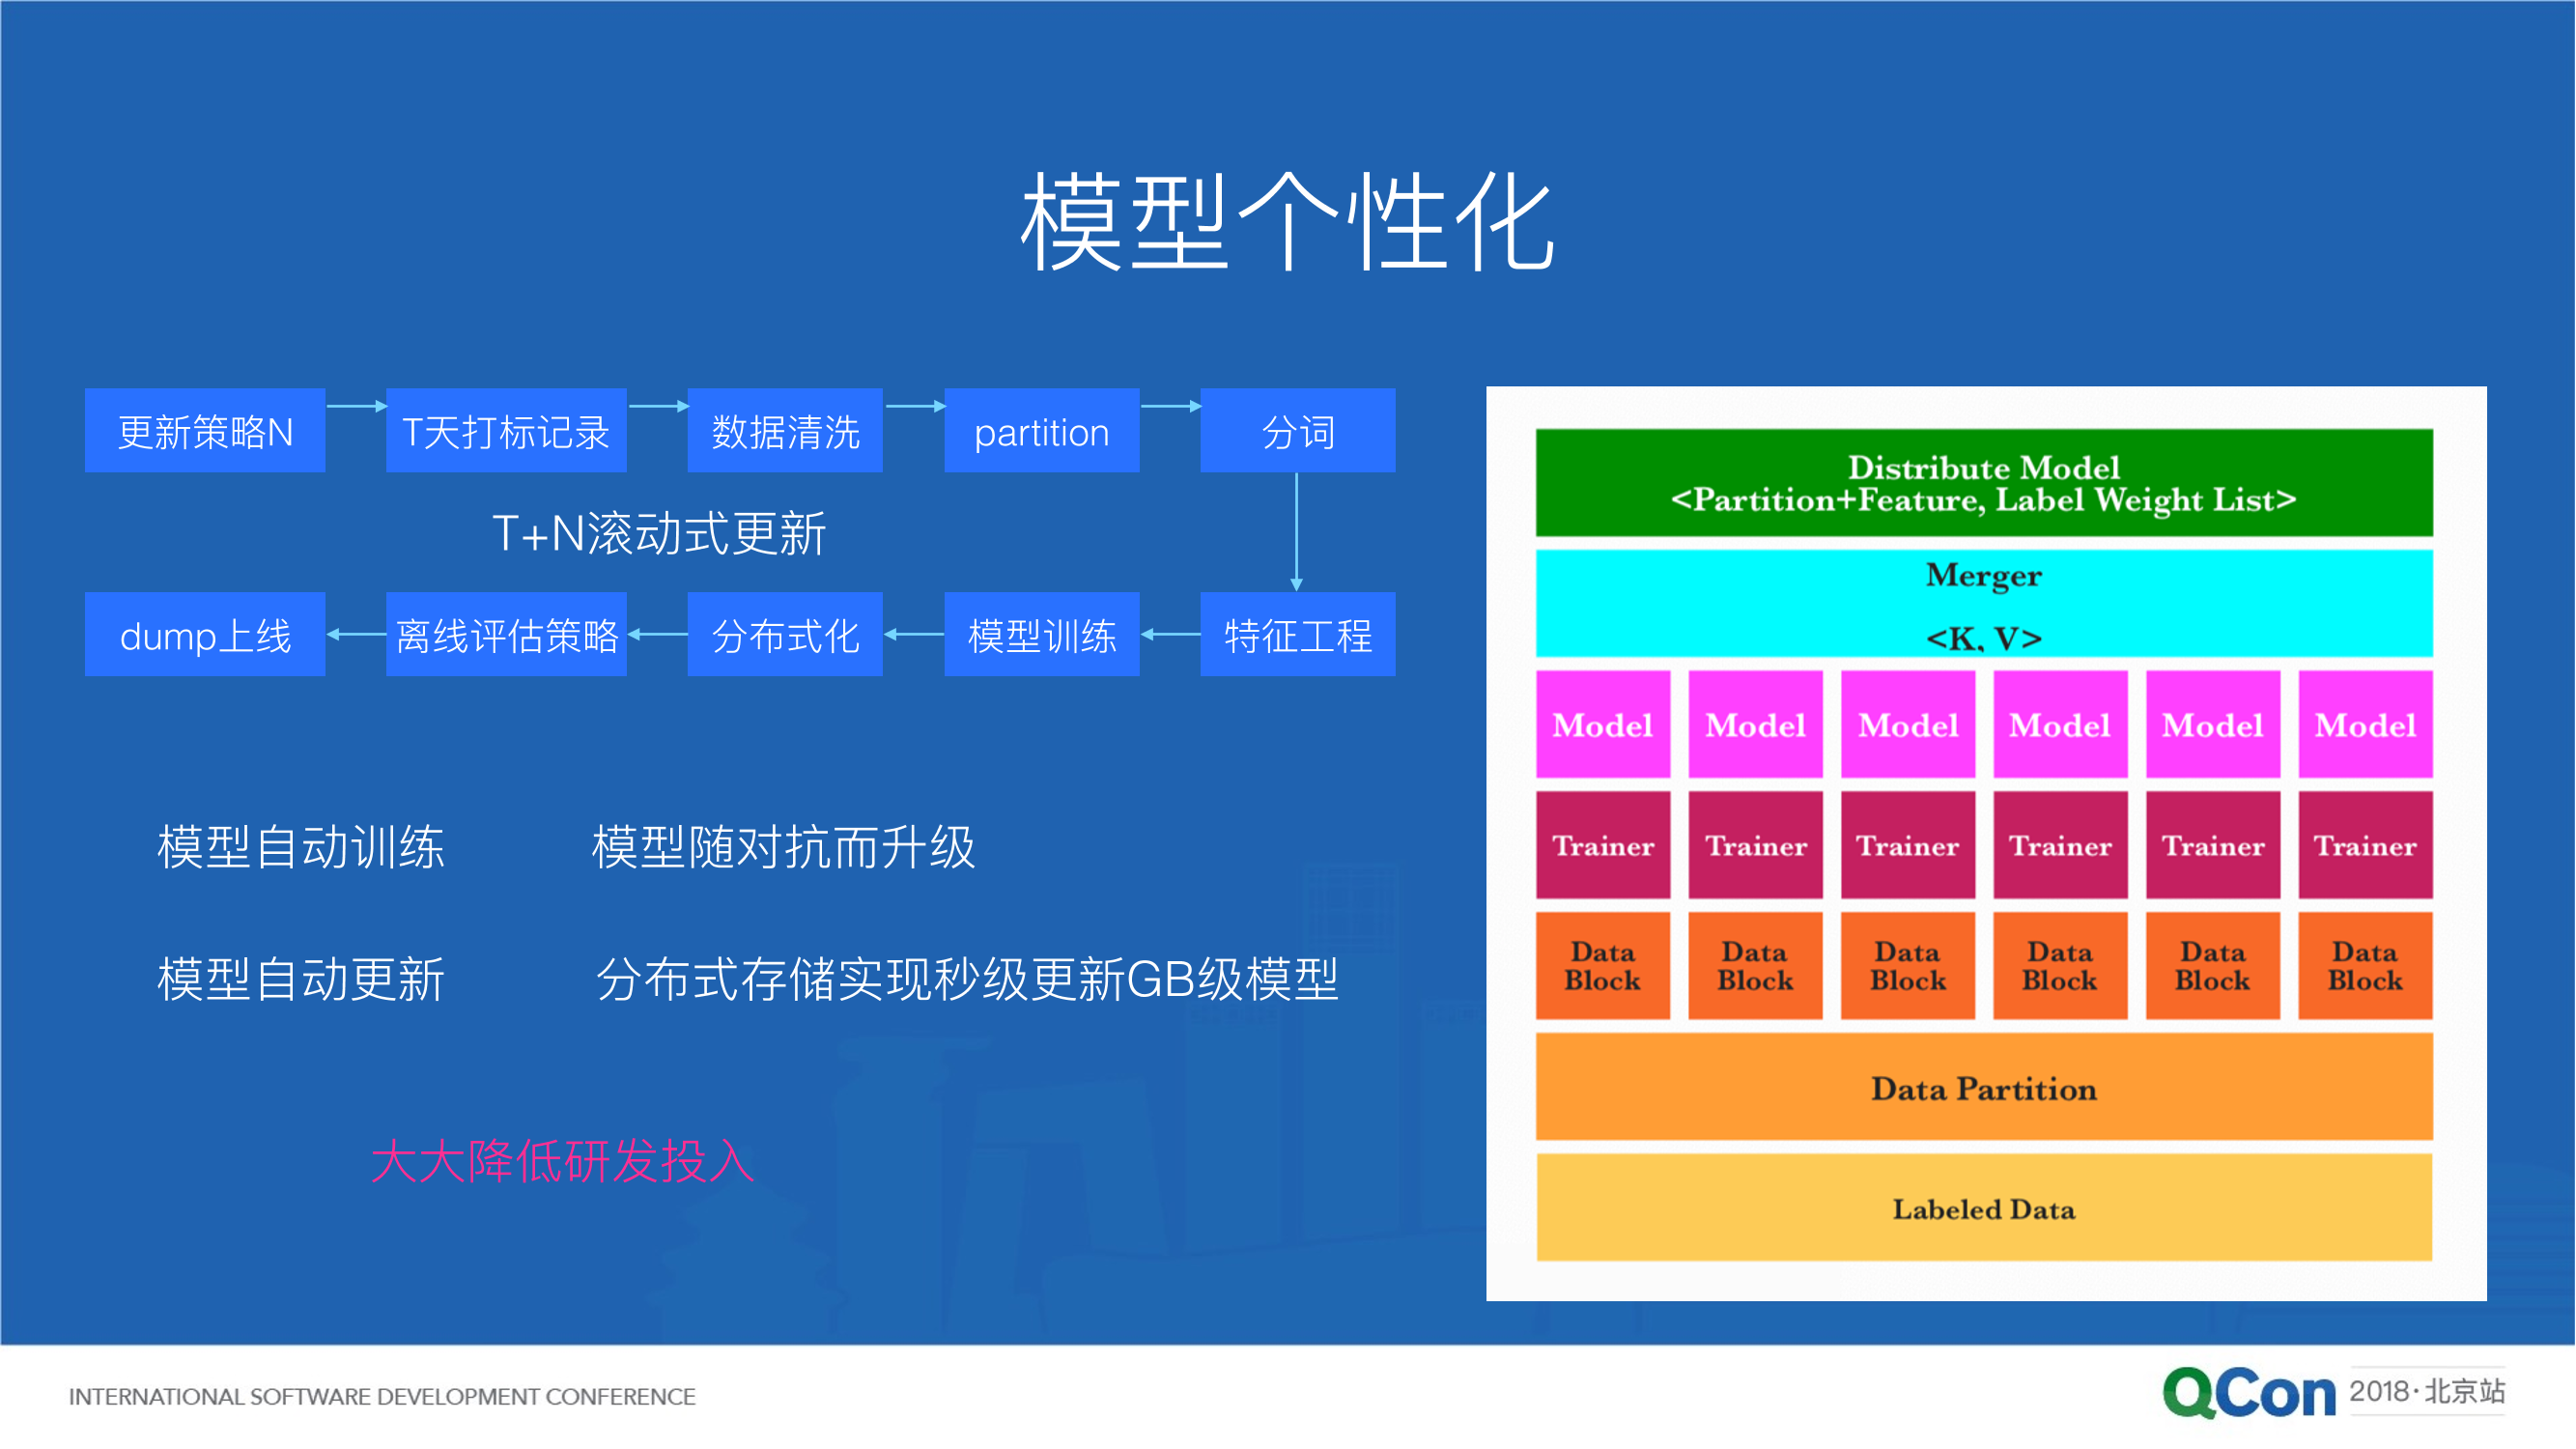 模型个性化
更新策略N
T天打标记录
数据清洗
partition
分词
T+N滚动式更新
dump上线
离线评估策略
分布式化
模型训练
特征工程
模型自动训练
模型随对抗而升级
模型自动更新
分布式存储实现秒级更新GB级模型
大大降低研发投入
Distribute Model
<Partition+Feature, Label Weight List>
Merger
<K, V>
Model Model Model Model Model Model
Trainer Trainer Trainer Trainer Trainer Trainer
Data Data Data Data Data Data
Block Block Block Block Block Block
Data Partition
Labeled Data
INTERNATIONAL SOFTWARE DEVELOPMENT CONFERENCE
QCon 2018·北京站